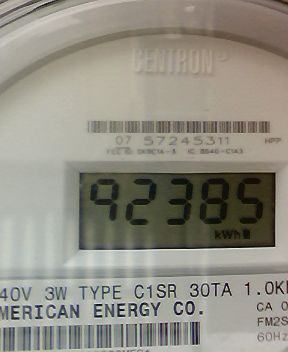 CENTRON
07 57245311 HPP
92385
kWh
40V 3W TYPE C1SR 30TA 1.0K
MERICAN ENERGY CO.
CA 0
FM2S
60Hz